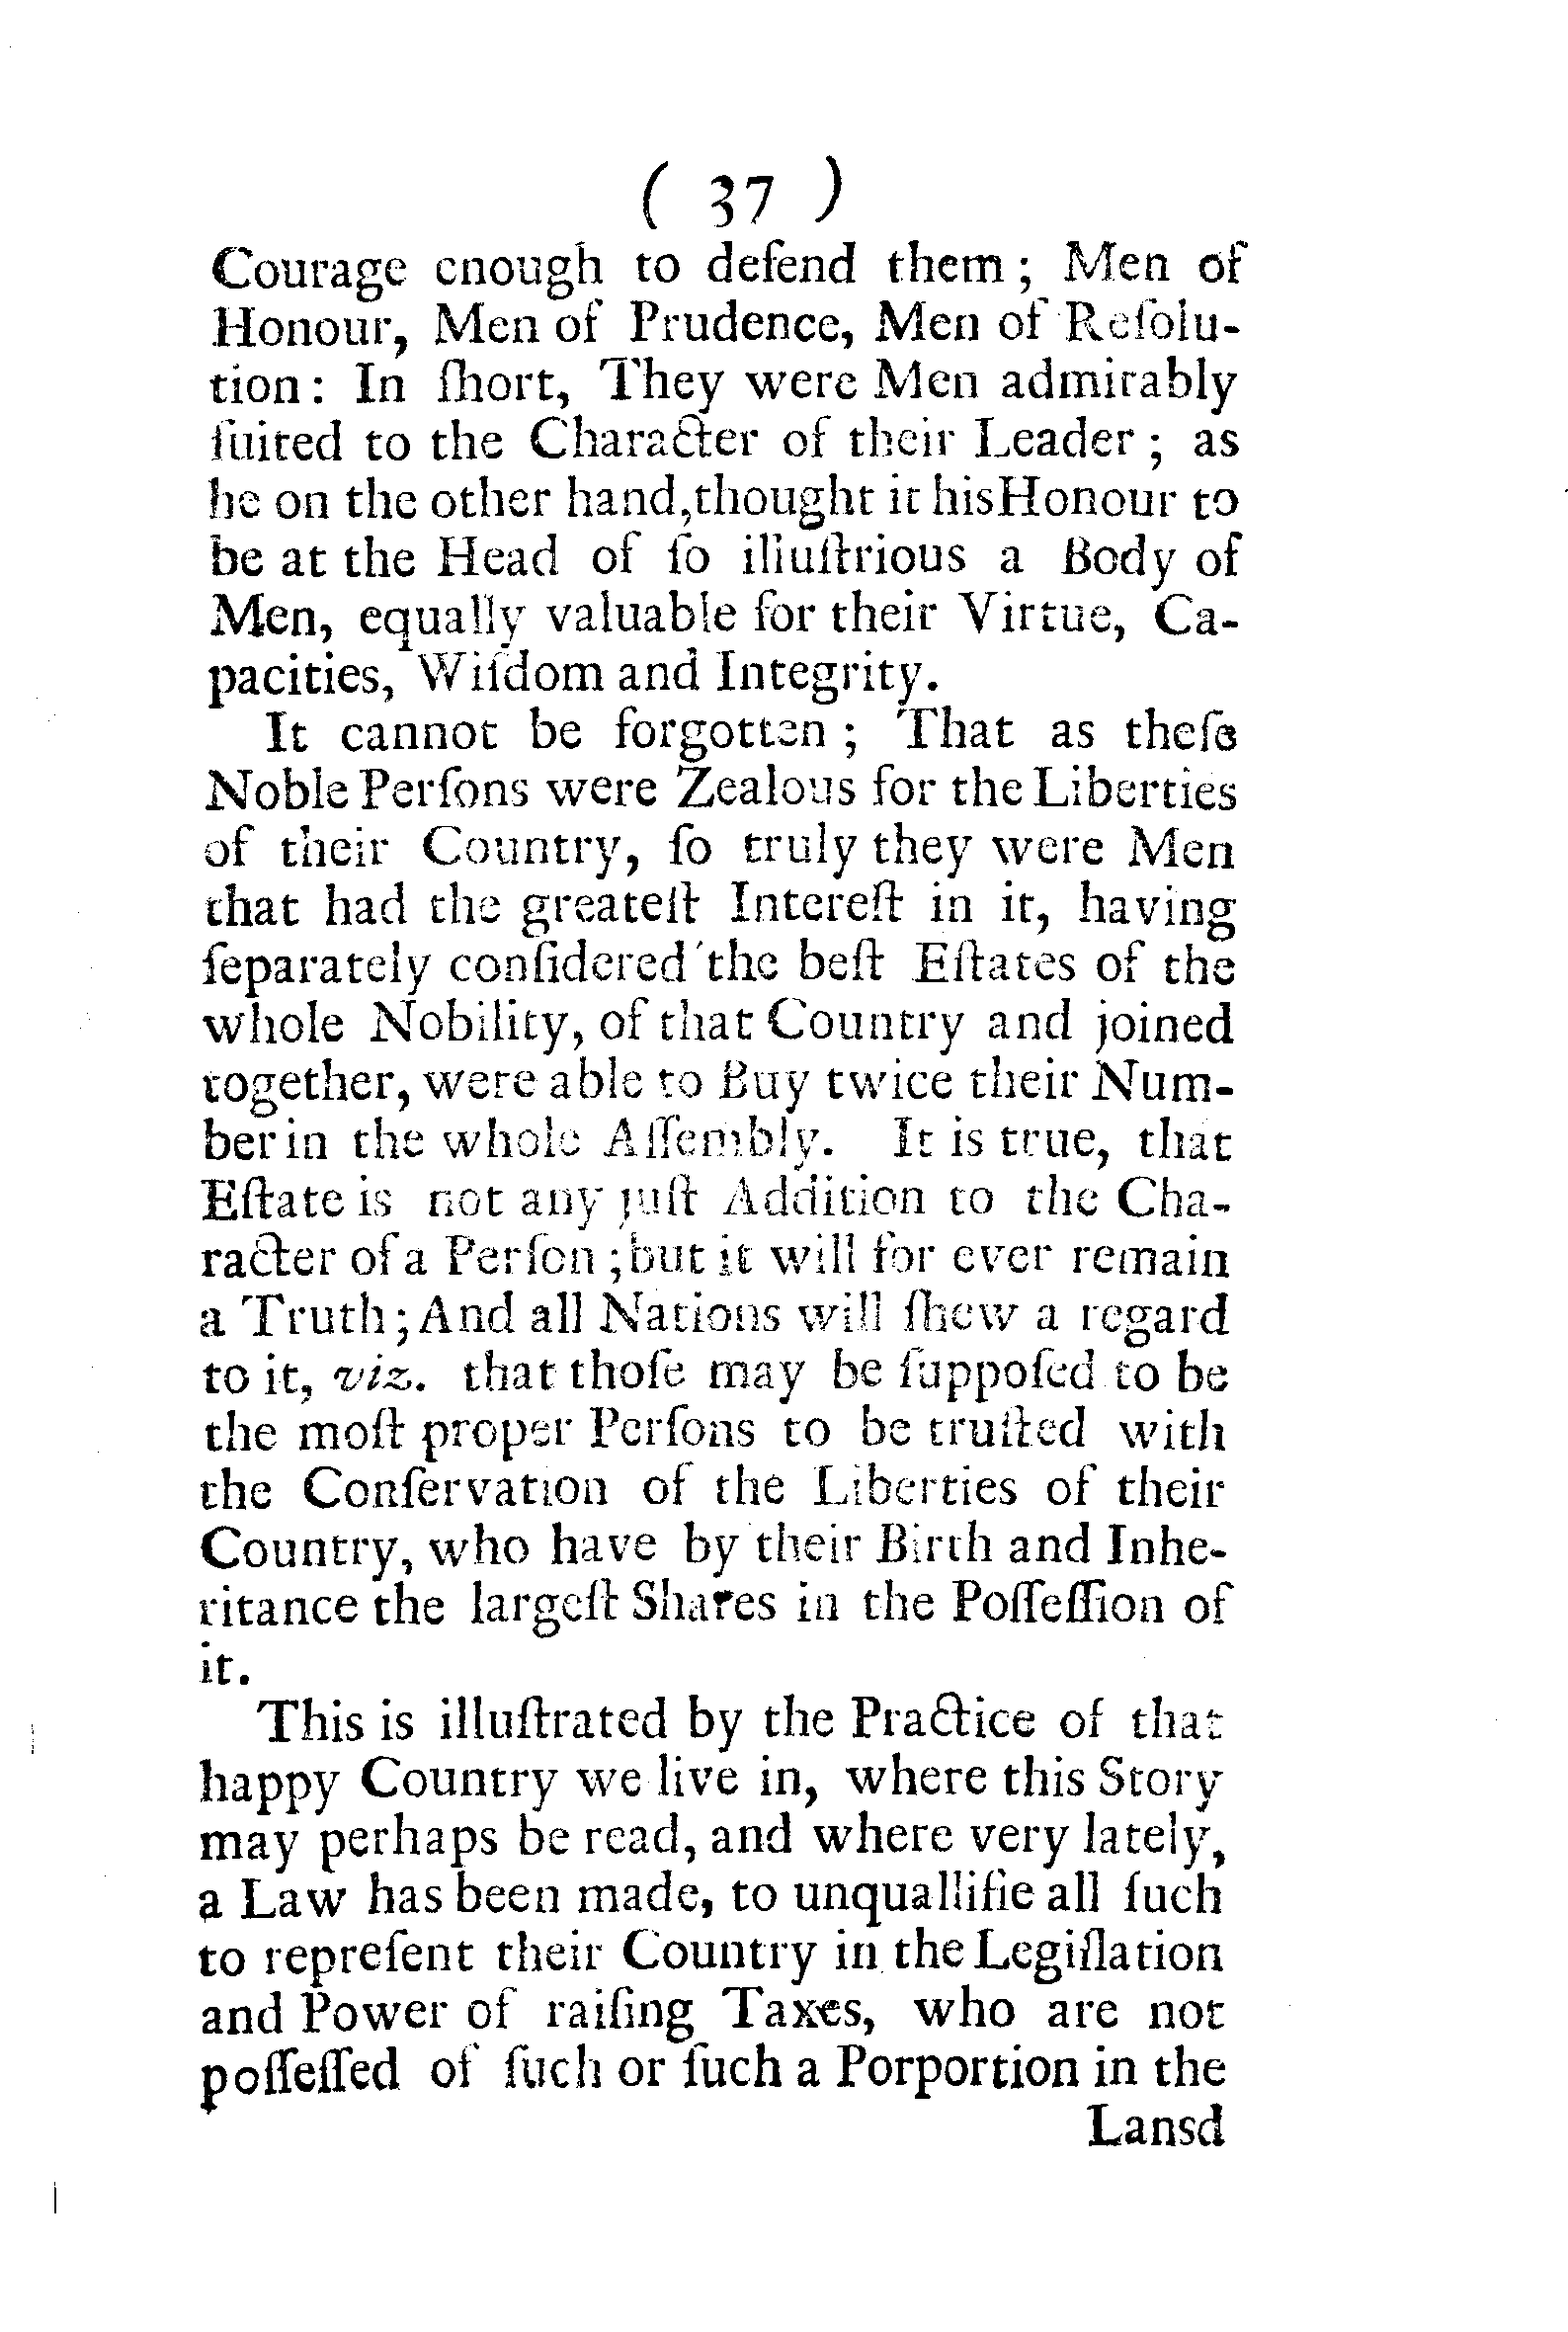 ( 37 )
Courage enough to defend them ; Men of
Honour, Men of Prudence, Men of Reſolu-
tion : In ſhort, They were Men admirably
ſuited to the Character of their Leader ; as
he on the other hand,thought it hisHonour to
be at the Head of ſo illuſtrious a Body of
Men, equally valuable for their Virtue, Ca-
pacities, Wiſdom and Integrity.
It cannot be forgotten ; That as theſe
Noble Perſons were Zealous for the Liberties
of their Country, ſo truly they were Men
that had the greateſt Intereſt in it, having
ſeparately conſidered the beſt Eſtates of the
whole Nobility, of that Country and joined
together, were able to Buy twice their Num-
ber in the whole Aſſembly. It is true, that
Eſtate is not any juſt Addition to the Cha-
racter of a Perſon ;but it will for ever remain
a Truth ;And all Nations will ſhew a regard
to it, viz. that thoſe may be ſuppoſed to be
the moſt proper Perſons to be truſted with
the Conſervation of the Liberties of their
Country, who have by their Birth and Inhe-
ritance the largeſt Shares in the Poſſeſſion of
it.
This is illuſtrated by the Practice of that
happy Country we live in, where this Story
may perhaps be read, and where very lately,
a Law has been made, to unquallifie all ſuch
to repreſent their Country in the Legiſlation
and Power of raiſing Taxes, who are not
poſſeſſed of ſuch or ſuch a Porportion in the
Lansd